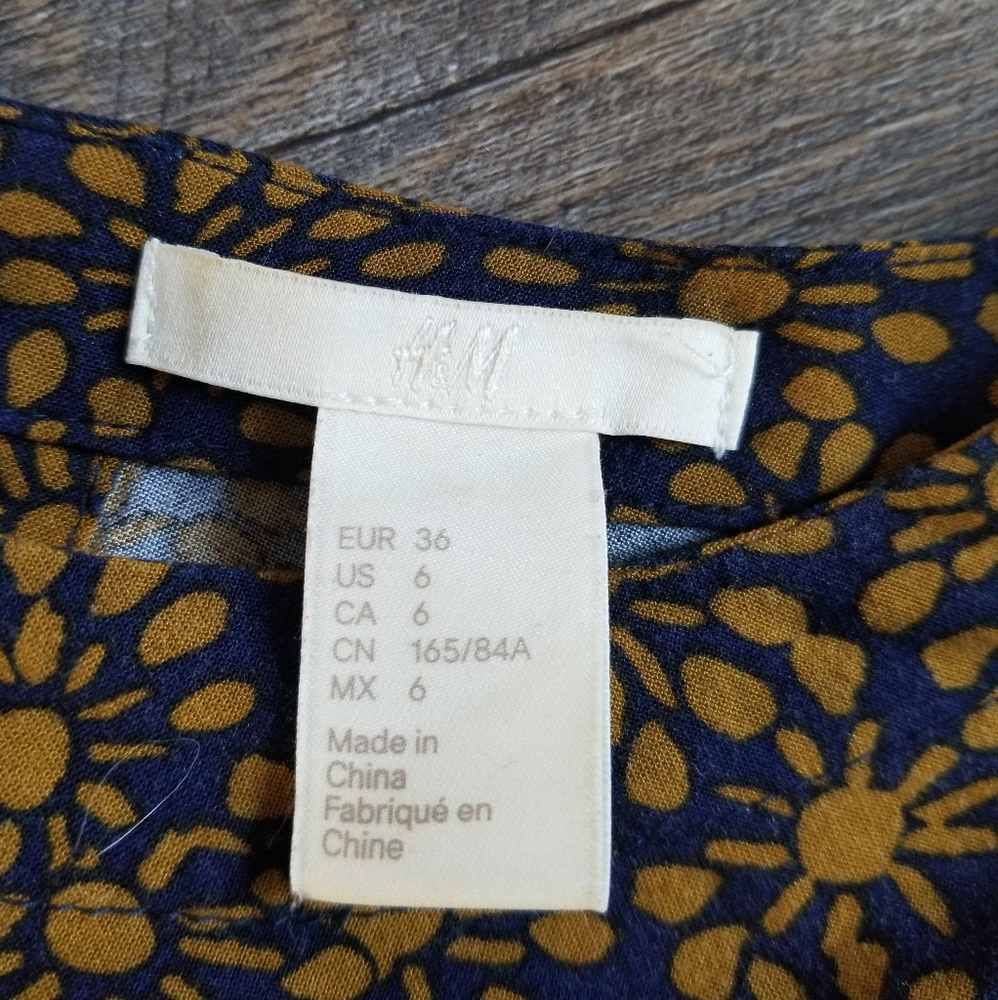 H&M
EUR 36
US 6
CA 6
CN 165/84A
MX 6
Made in
China
Fabriqué en
Chine